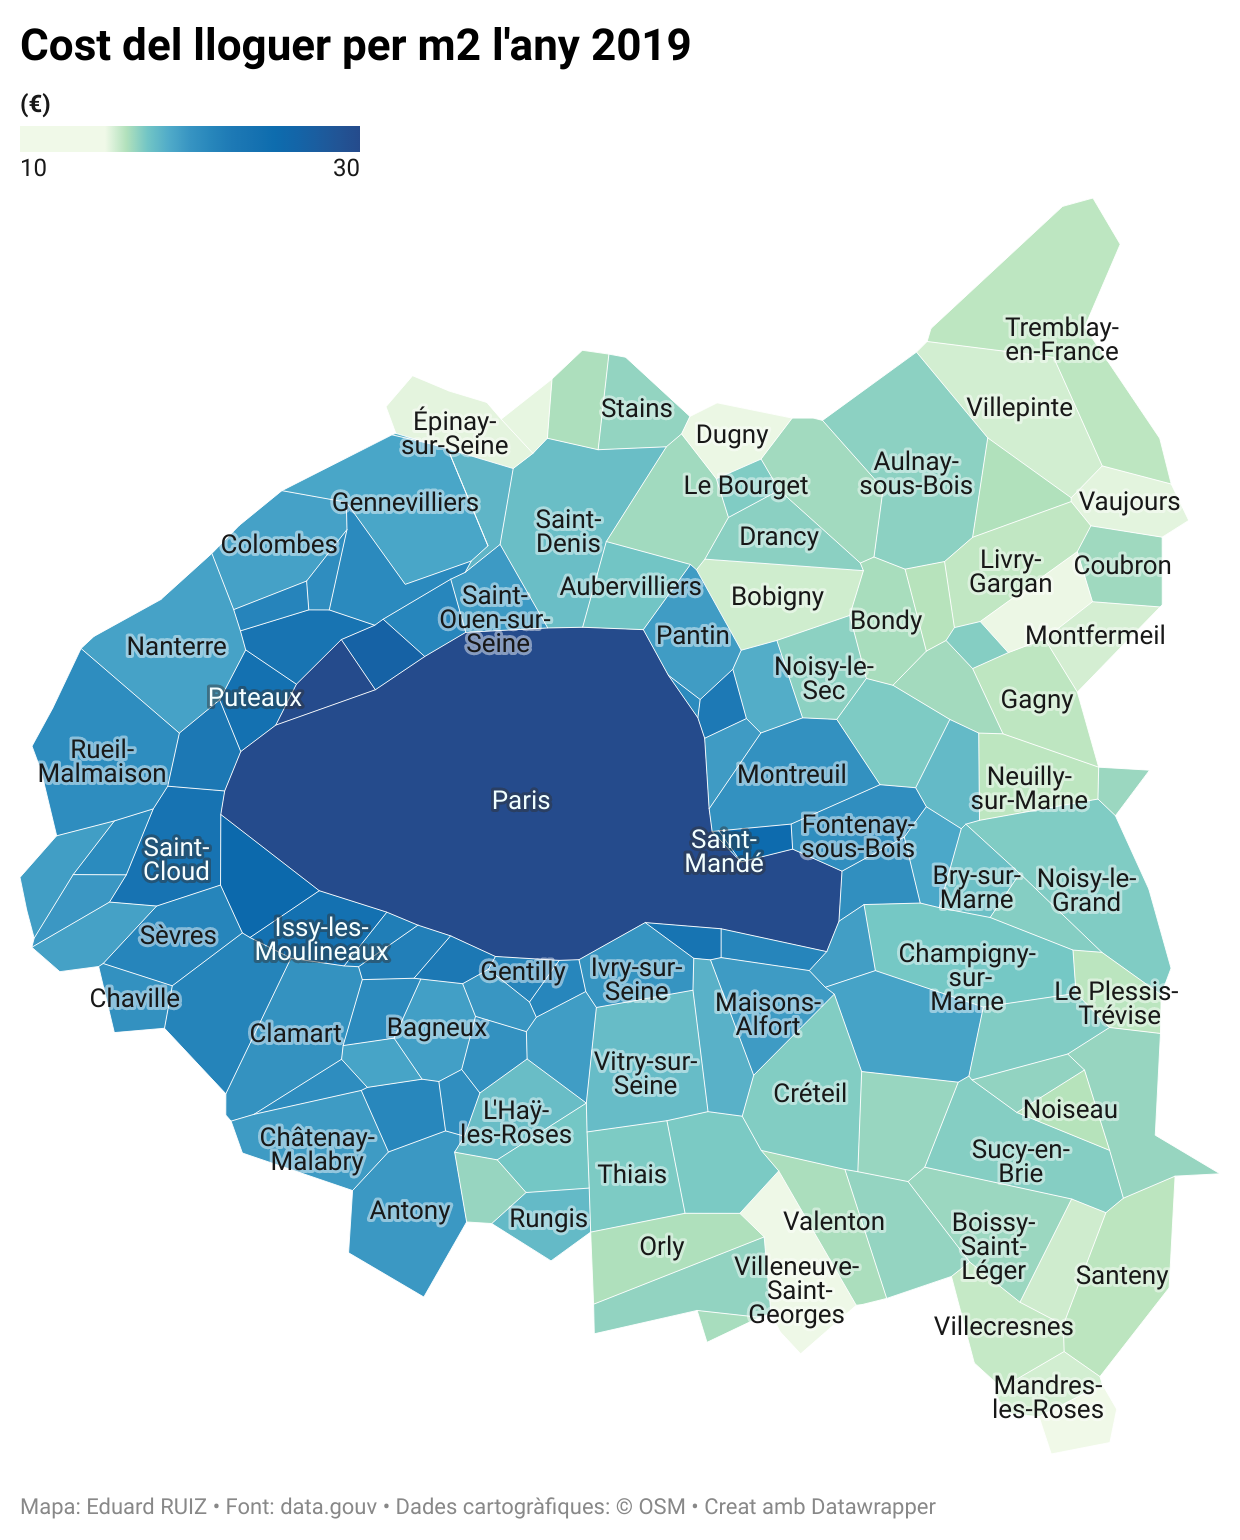 Cost del lloguer per m2 l'any 2019
(€)
10
30
Tremblay-
en-France
Villepinte
Stains
Épinay-
sur-Seine
Dugny
Aulnay-
sous-Bois
Le Bourget
Vaujours
Gennevilliers
Saint-
Denis
Drancy
Colombes
Livry-
Gargan
Coubron
Aubervilliers
Bobigny
Saint-
Ouen-sur-
Seine
Bondy
Pantin
Montfermeil
Nanterre
Noisy-le-
Sec
Puteaux
Gagny
Rueil-
Malmaison
Montreuil
Neuilly-
sur-Marne
Paris
Saint-
Mandé
Fontenay-
sous-Bois
Saint-
Cloud
Bry-sur-
Marne
Noisy-le-
Grand
Sèvres
Issy-les-
Moulineaux
Champigny-
sur-
Marne
Gentilly
Ivry-sur-
Seine
Chaville
Maisons-
Alfort
Le Plessis-
Trévise
Clamart
Bagneux
Vitry-sur-
Seine
Créteil
L'Haÿ-
les-Roses
Noiseau
Châtenay-
Malabry
Sucy-en-
Brie
Thiais
Antony
Rungis
Valenton
Boissy-
Saint-
Léger
Orly
Villeneuve-
Saint-
Georges
Santeny
Villecresnes
Mandres-
les-Roses
Mapa: Eduard RUIZ • Font: data.gouv • Dades cartogràfiques: © OSM • Creat amb Datawrapper